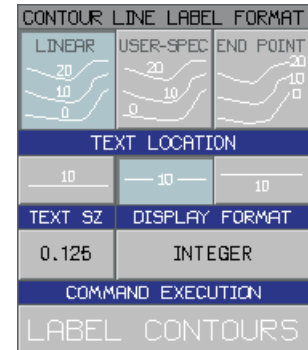 CONTOUR LINE LABEL FORMAT
LINEAR USER-SPEC END POINT
20 20 20
10 10 10
0 0 0
TEXT LOCATION
10 10 10
TEXT SZ DISPLAY FORMAT
0.125 INTEGER
COMMAND EXECUTION
LABEL CONTOURS